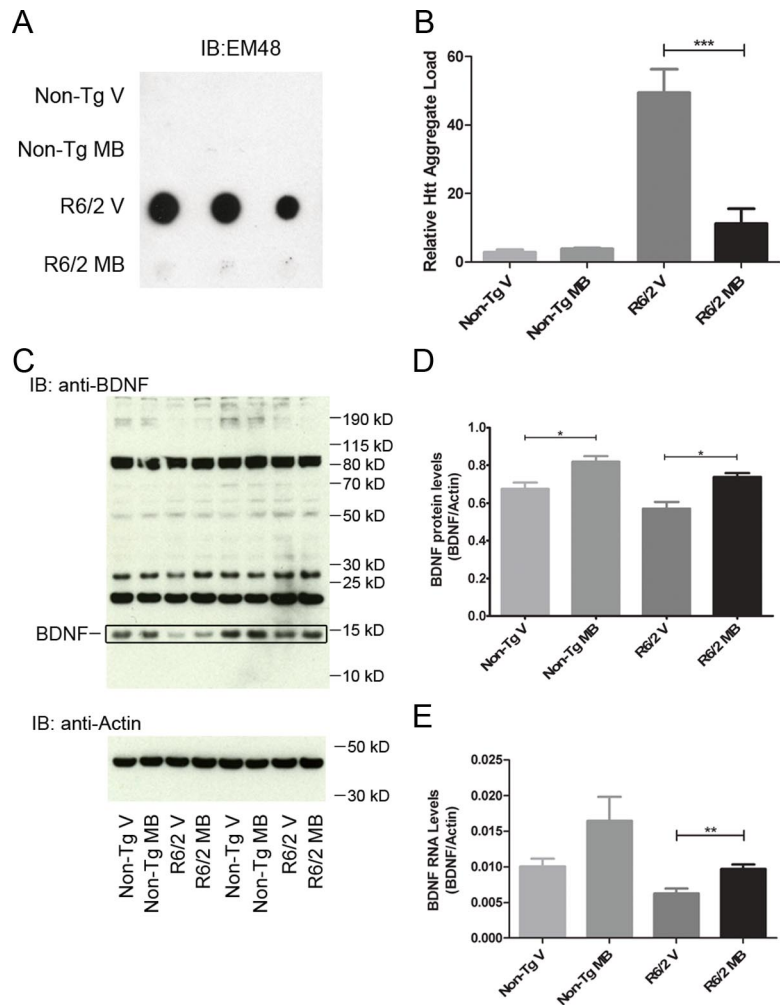 A
IB:EM48
Non-Tg V
Non-Tg MB
R6/2 V
R6/2 MB
B
Relative Htt Aggregate Load
60
40
20
0
***
Non-Tg V
Non-Tg MB
R6/2 V
R6/2 MB
C
IB: anti-BDNF
190 kD
115 kD
80 kD
70 kD
50 kD
30 kD
25 kD
BDNF
15 kD
10 kD
IB: anti-Actin
50 kD
30 kD
Non-Tg V
Non-Tg MB
R6/2 V
R6/2 MB
Non-Tg V
Non-Tg MB
R6/2 V
R6/2 MB
D
BDNF protein levels
(BDNF/Actin)
1.0
0.8
0.6
0.4
0.2
0.0
*
*
Non-Tg V
Non-Tg MB
R6/2 V
R6/2 MB
E
BDNF RNA Levels
(BDNF/Actin)
0.025
0.020
0.015
0.010
0.005
0.000
**
Non-Tg V
Non-Tg MB
R6/2 V
R6/2 MB